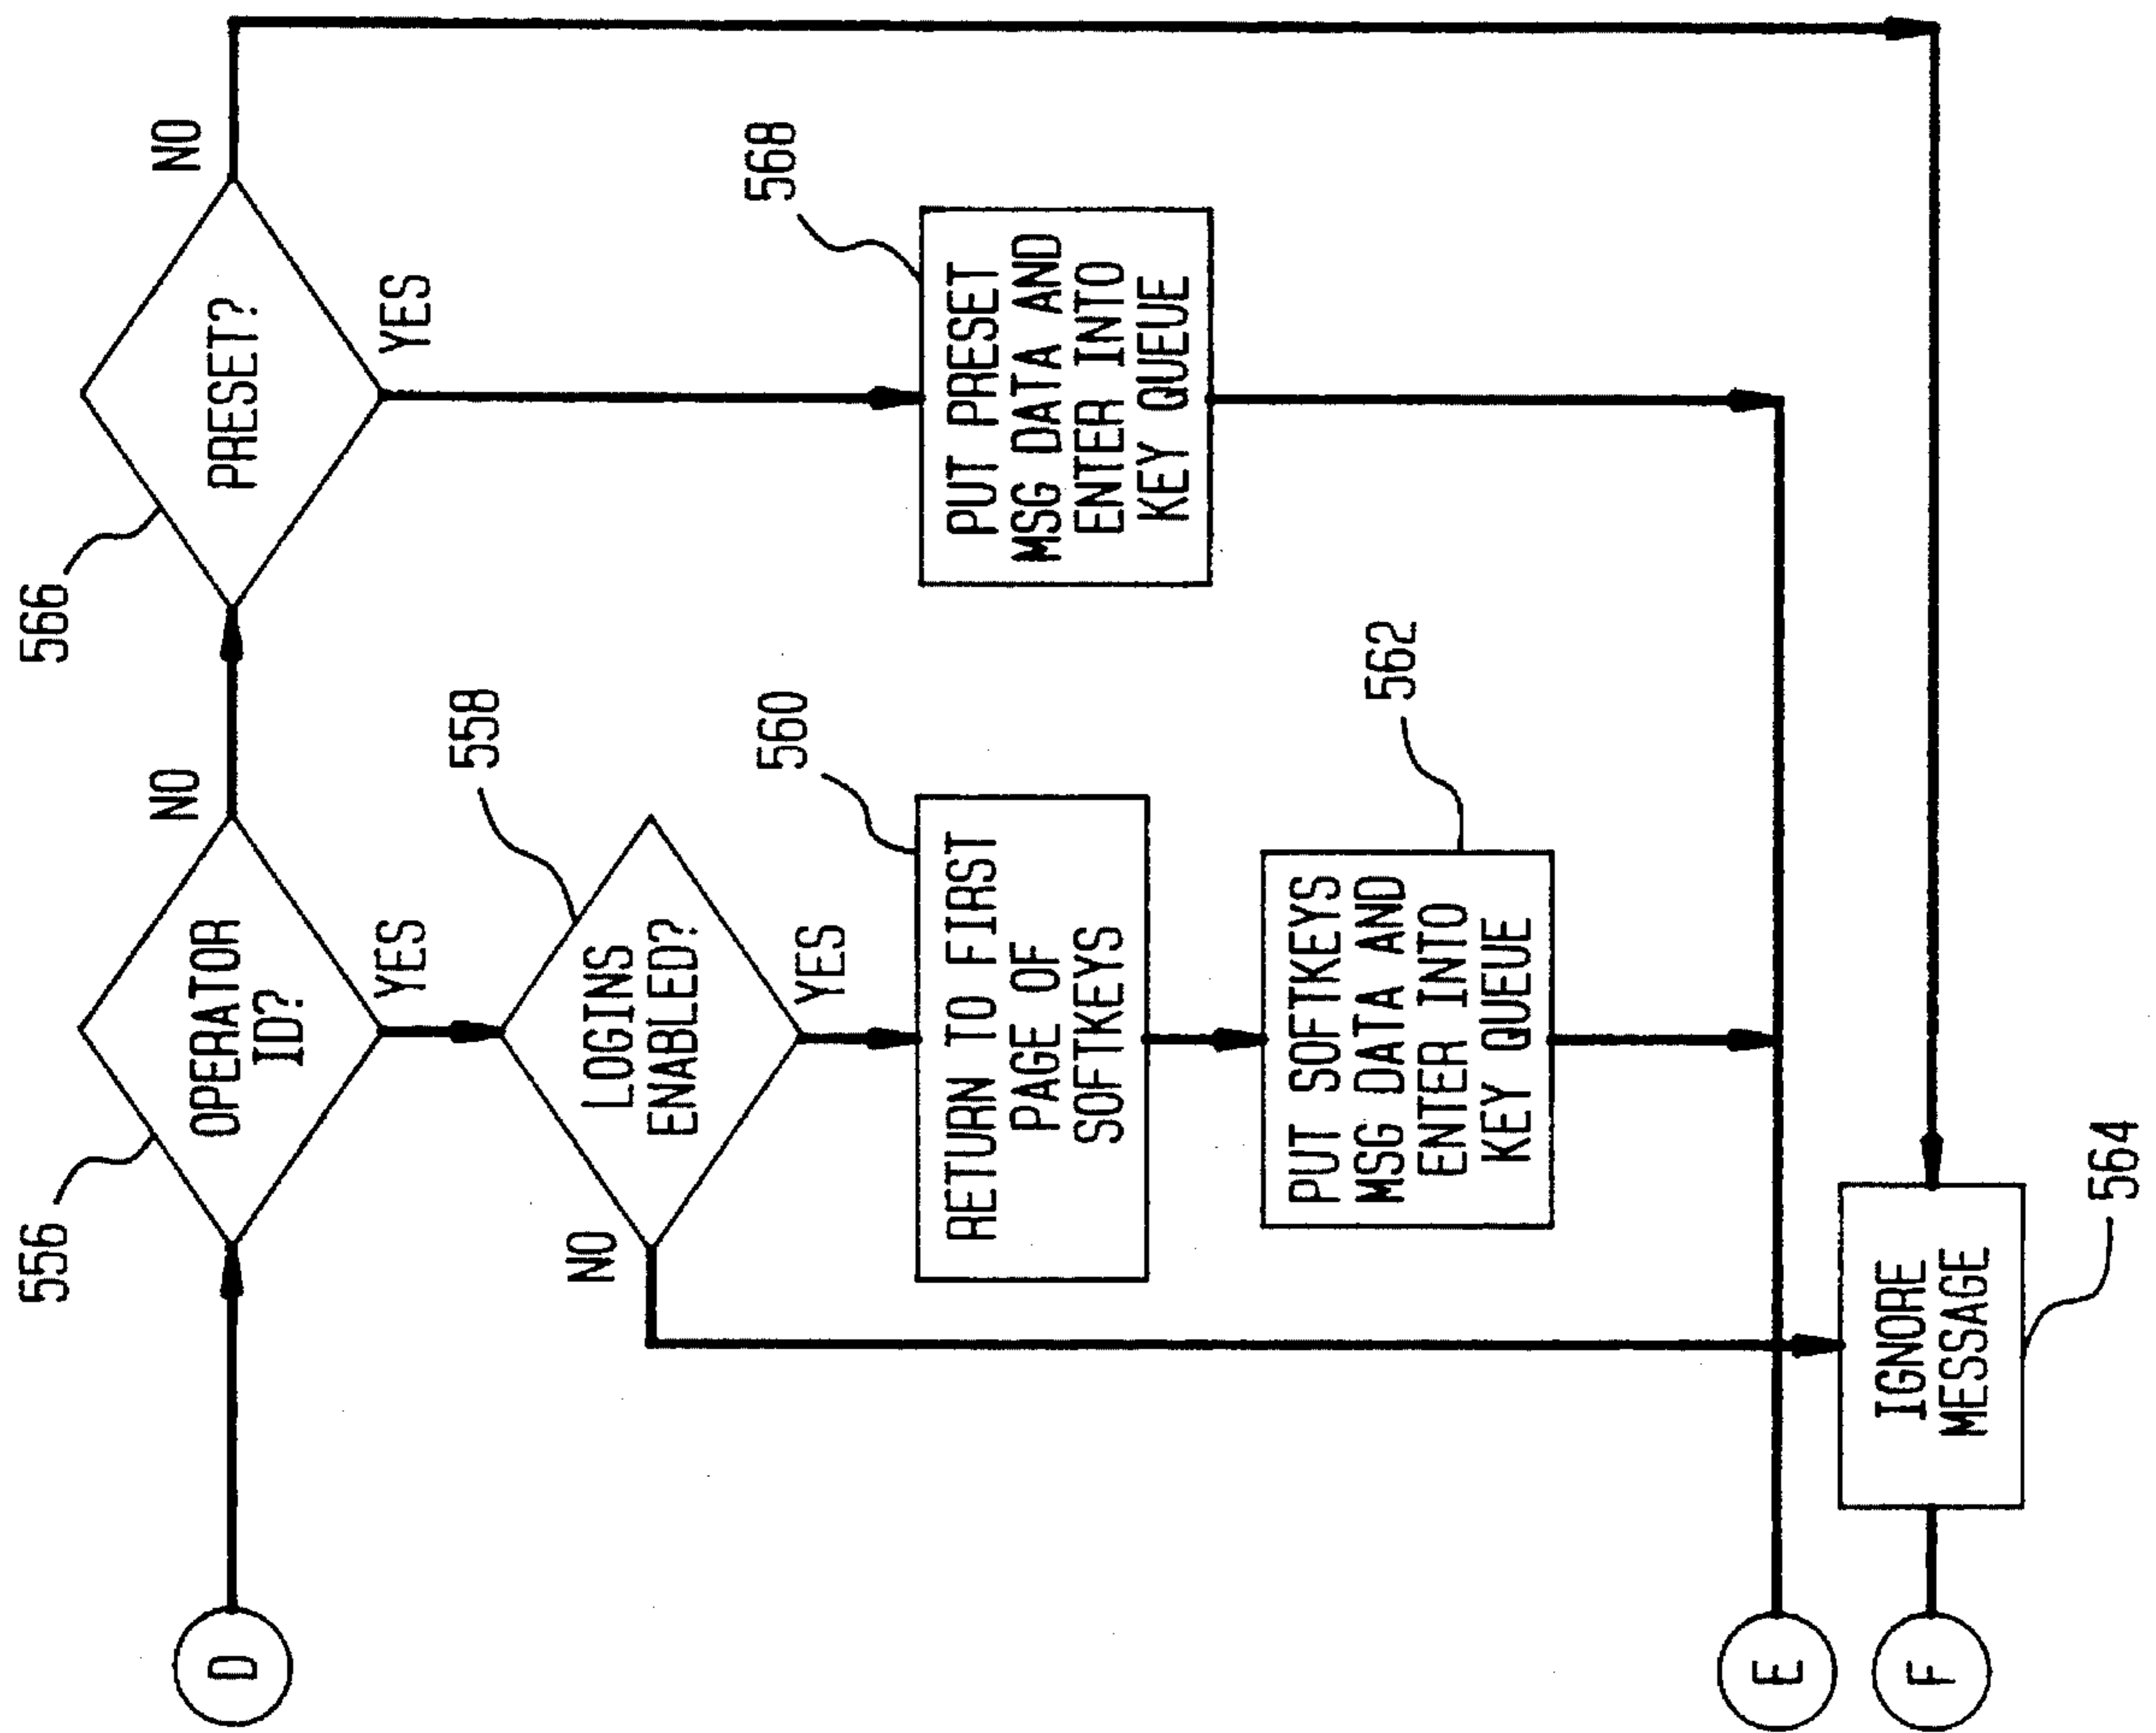 D
556
OPERATOR
ID?
NO
YES
566
PRESET?
NO
YES
558
LOGINS
ENABLED?
NO
YES
560
RETURN TO FIRST
PAGE OF
SOFTKEYS
568
PUT PRESET
MSG DATA AND
ENTER INTO
KEY QUEUE
562
PUT SOFTKEYS
MSG DATA AND
ENTER INTO
KEY QUEUE
E
F
IGNORE
MESSAGE
564